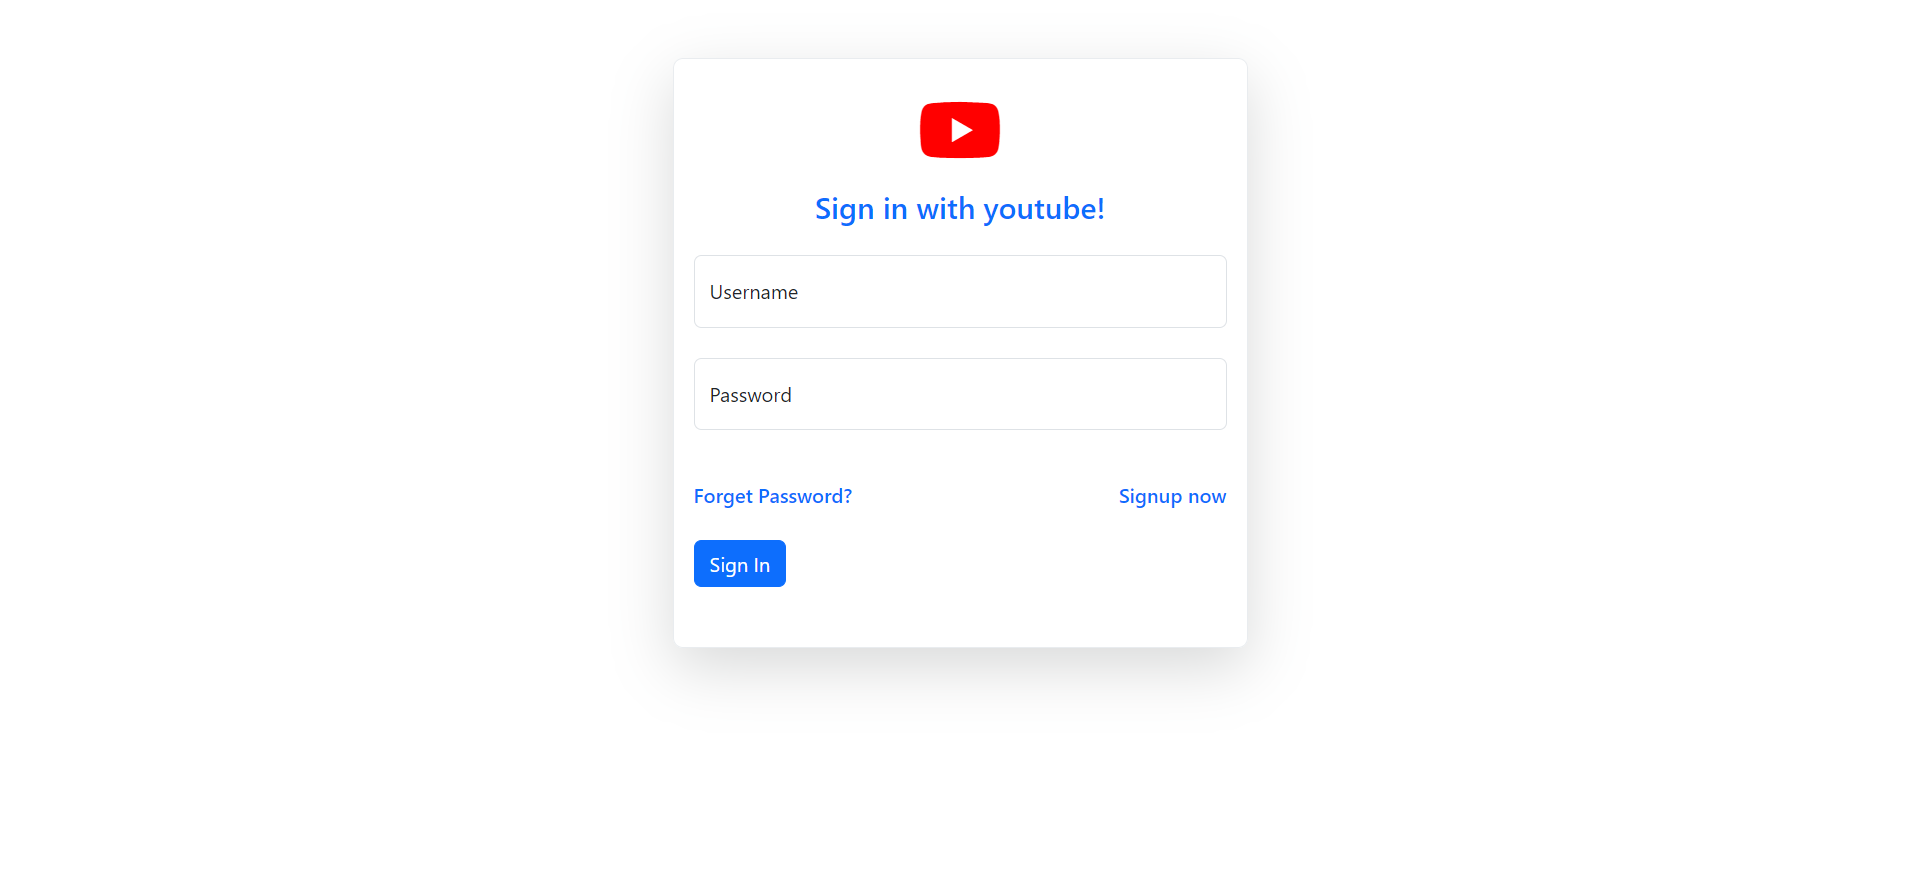 Sign in with youtube!
Username
Password
Forget Password? Signup now
Sign In